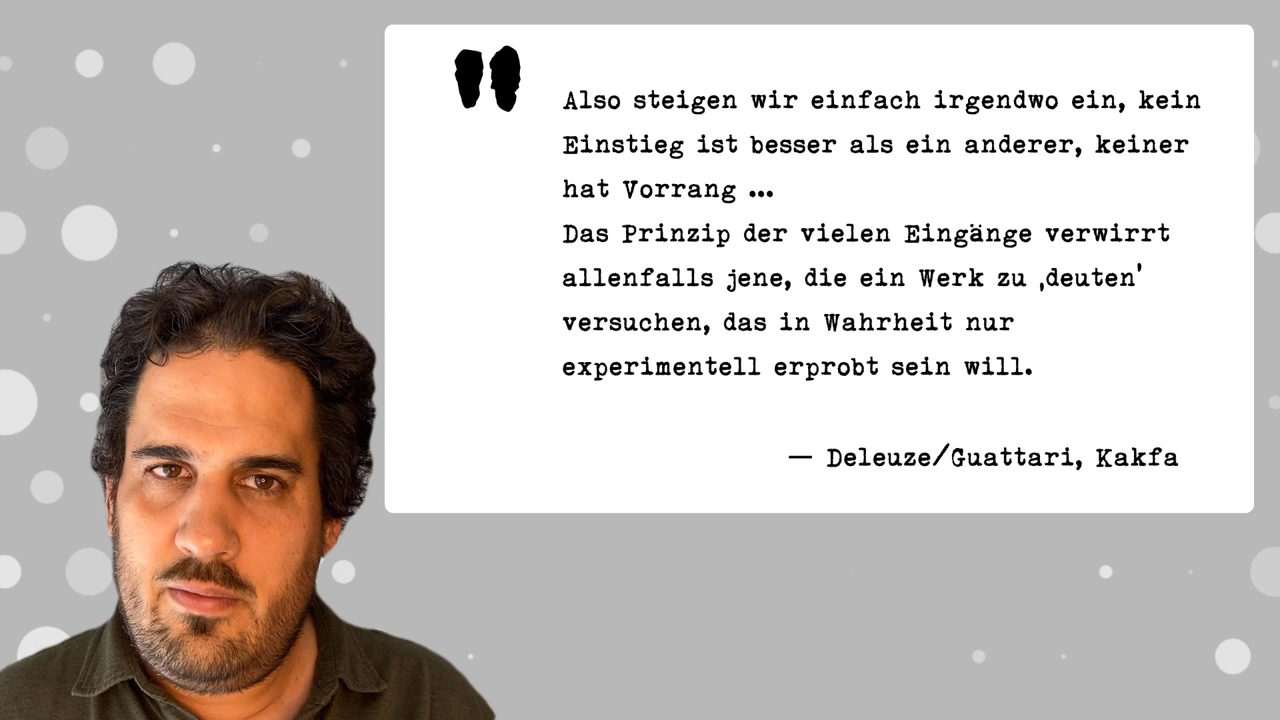 Also steigen wir einfach irgendwo ein, kein
Einstieg ist besser als ein anderer, keiner
hat Vorrang ...
Das Prinzip der vielen Eingänge verwirrt
allenfalls jene, die ein Werk zu ‚deuten'
versuchen, das in Wahrheit nur
experimentell erprobt sein will.
— Deleuze/Guattari, Kakfa